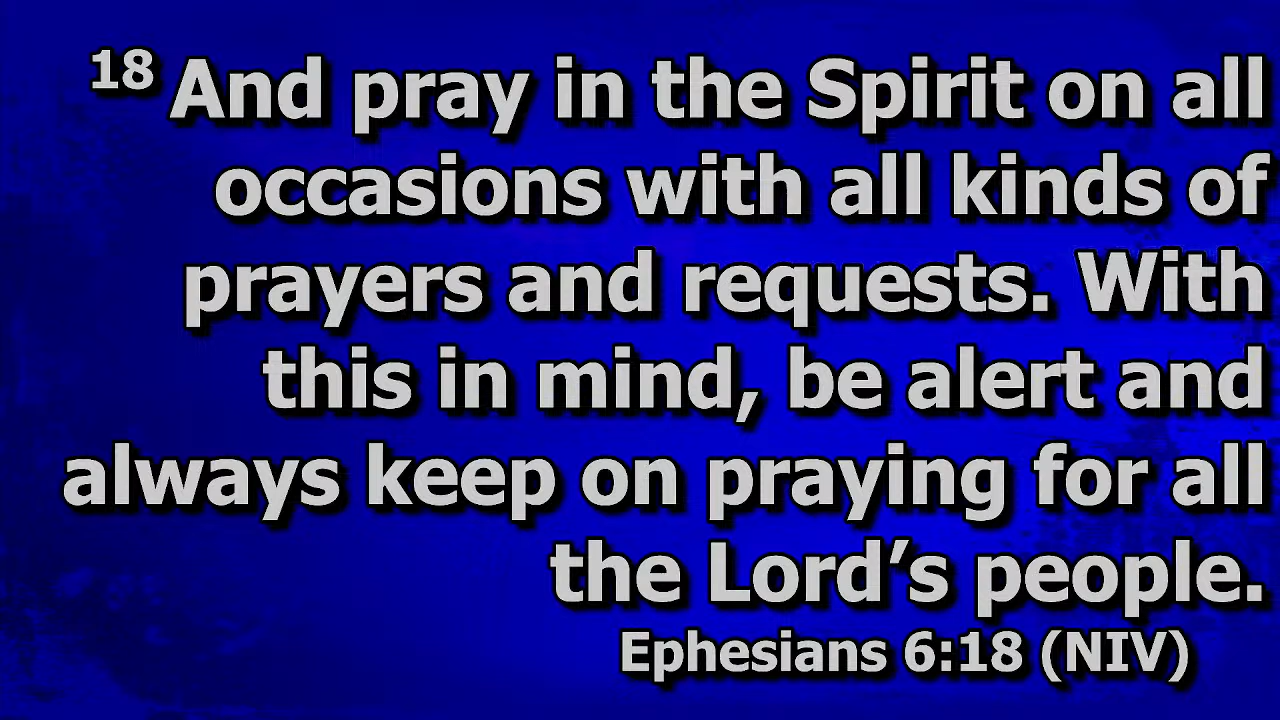 18 And pray in the Spirit on all
occasions with all kinds of
prayers and requests. With
this in mind, be alert and
always keep on praying for all
the Lord’s people.
Ephesians 6:18 (NIV)